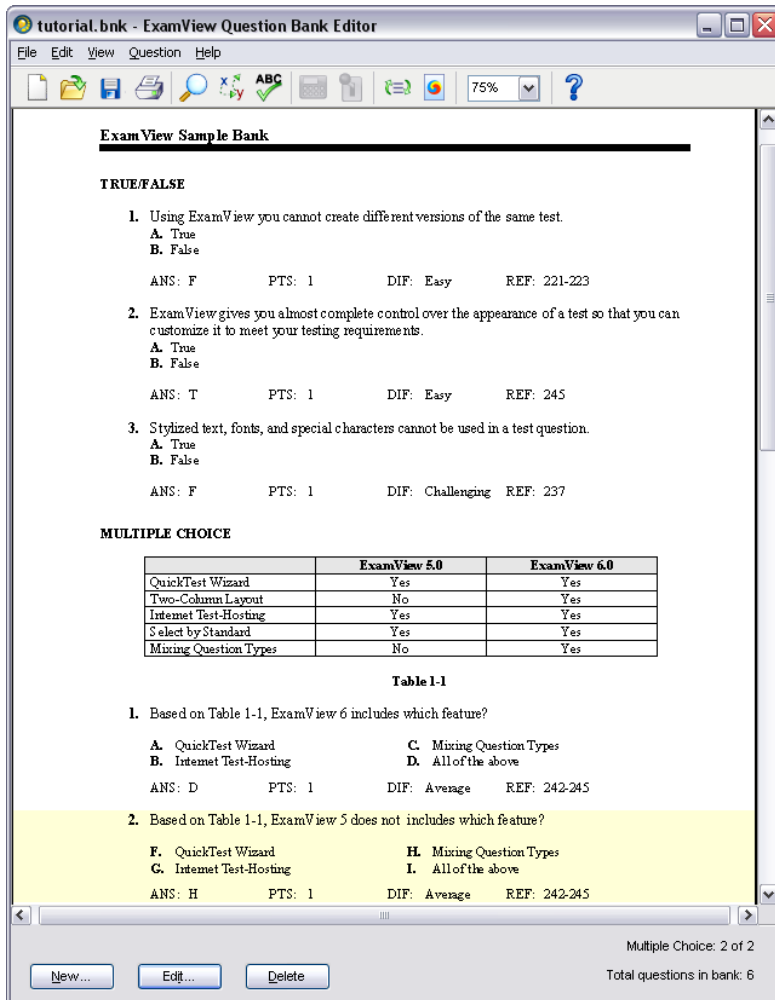 tutorial.bnk - ExamView Question Bank Editor
File Edit View Question Help
ABC
x y
75%
?
ExamView Sample Bank
TRUE/FALSE
1. Using ExamView you cannot create different versions of the same test.
A. True
B. False
ANS: F PTS: 1 DIF: Easy REF: 221-223
2. ExamView gives you almost complete control over the appearance of a test so that you can
customize it to meet your testing requirements.
A. True
B. False
ANS: T PTS: 1 DIF: Easy REF: 245
3. Stylized text, fonts, and special characters cannot be used in a test question.
A. True
B. False
ANS: F PTS: 1 DIF: Challenging REF: 237
MULTIPLE CHOICE
ExamView 5.0 ExamView 6.0
QuickTest Wizard Yes Yes
Two-Column Layout No Yes
Internet Test-Hosting Yes Yes
Select by Standard Yes Yes
Mixing Question Types No Yes
Table 1-1
1. Based on Table 1-1, ExamView 6 includes which feature?
A. QuickTest Wizard C. Mixing Question Types
B. Internet Test-Hosting D. All of the above
ANS: D PTS: 1 DIF: Average REF: 242-245
2. Based on Table 1-1, ExamView 5 does not includes which feature?
F. QuickTest Wizard H. Mixing Question Types
G. Internet Test-Hosting I. All of the above
ANS: H PTS: 1 DIF: Average REF: 242-245
Multiple Choice: 2 of 2
New... Edit... Delete Total questions in bank: 6